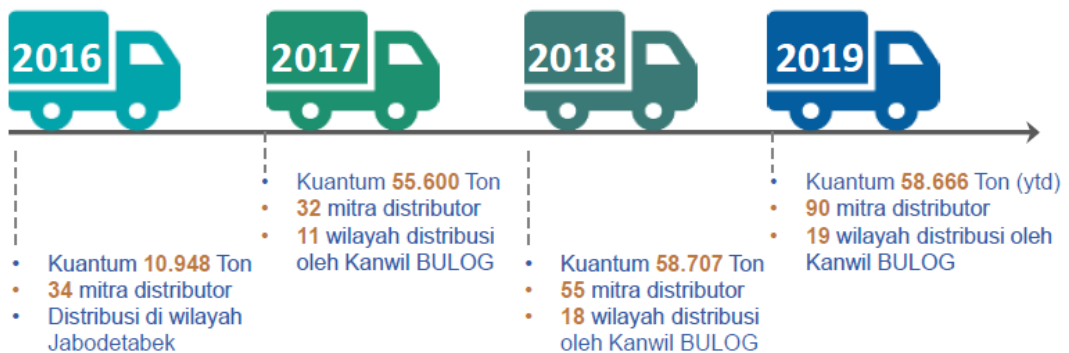 2016
2017
2018
2019
• Kuantum 10.948 Ton
• 34 mitra distributor
• Distribusi di wilayah
Jabodetabek
• Kuantum 55.600 Ton
• 32 mitra distributor
• 11 wilayah distribusi
oleh Kanwil BULOG
• Kuantum 58.707 Ton
• 55 mitra distributor
• 18 wilayah distribusi
oleh Kanwil BULOG
• Kuantum 58.666 Ton (ytd)
• 90 mitra distributor
• 19 wilayah distribusi oleh
Kanwil BULOG